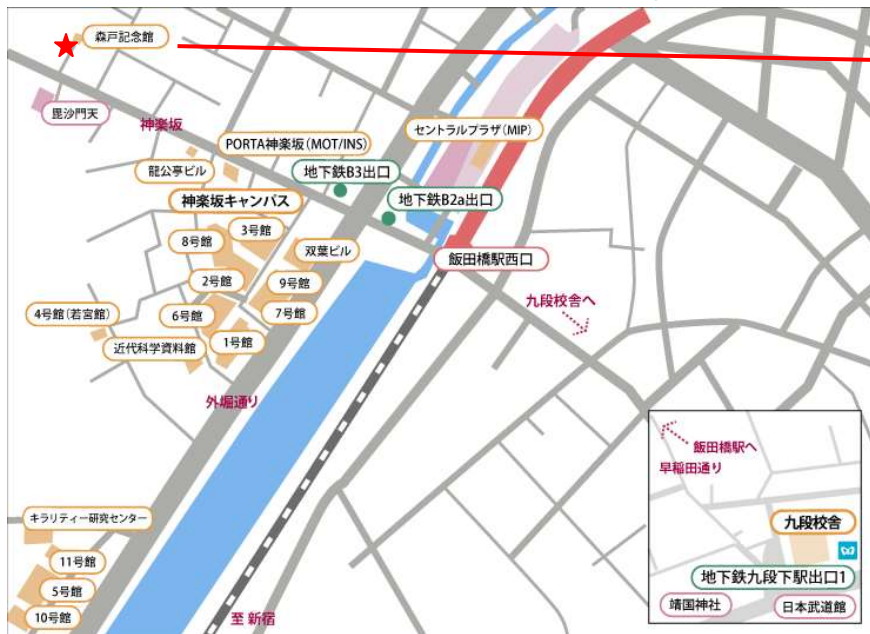 森戸記念館
毘沙門天
神楽坂
PORTA神楽坂(MOT/INS)
セントラルプラザ(MIP)
龍公亭ビル
地下鉄B3出口
地下鉄B2a出口
神楽坂キャンパス
3号館
8号館
双葉ビル
飯田橋駅西口
2号館
9号館
九段校舎へ
4号館(若宮館)
6号館
7号館
1号館
近代科学資料館
外堀通り
飯田橋駅へ
早稲田通り
キラリティー研究センター
九段校舎
11号館
地下鉄九段下駅出口1
5号館
靖国神社
日本武道館
10号館
至 新宿